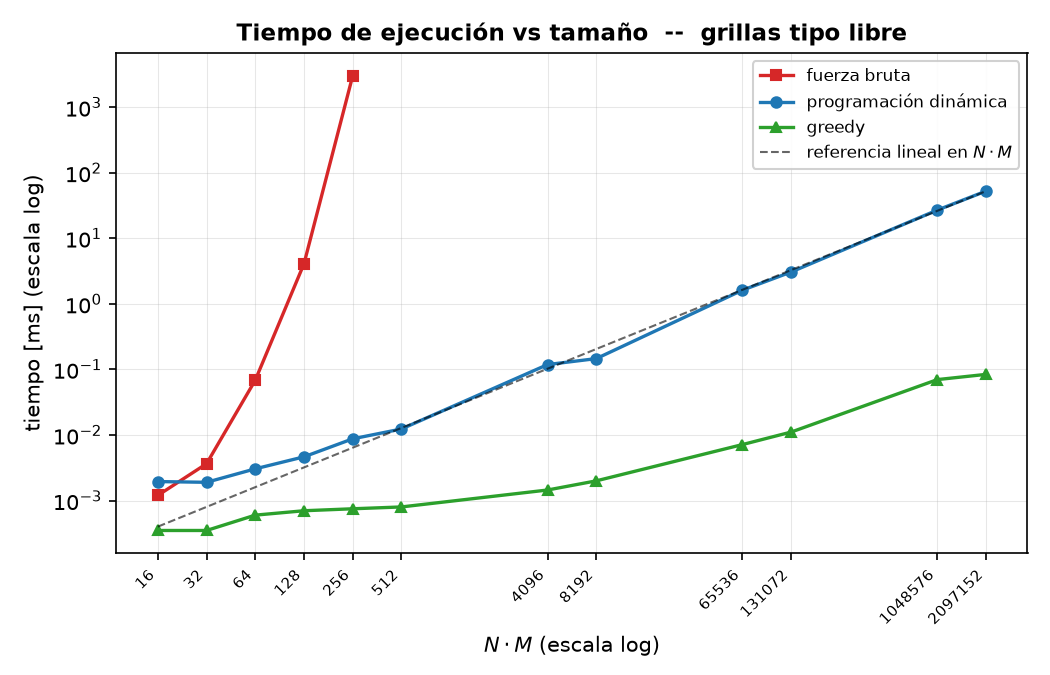 Tiempo de ejecución vs tamaño -- grillas tipo libre
fuerza bruta
programación dinámica
greedy
referencia lineal en N · M
tiempo [ms] (escala log)
10³
10²
10¹
10⁰
10⁻¹
10⁻²
10⁻³
16 32 64 128 256 512 4096 8192 65536 131072 1048576 2097152
N · M (escala log)